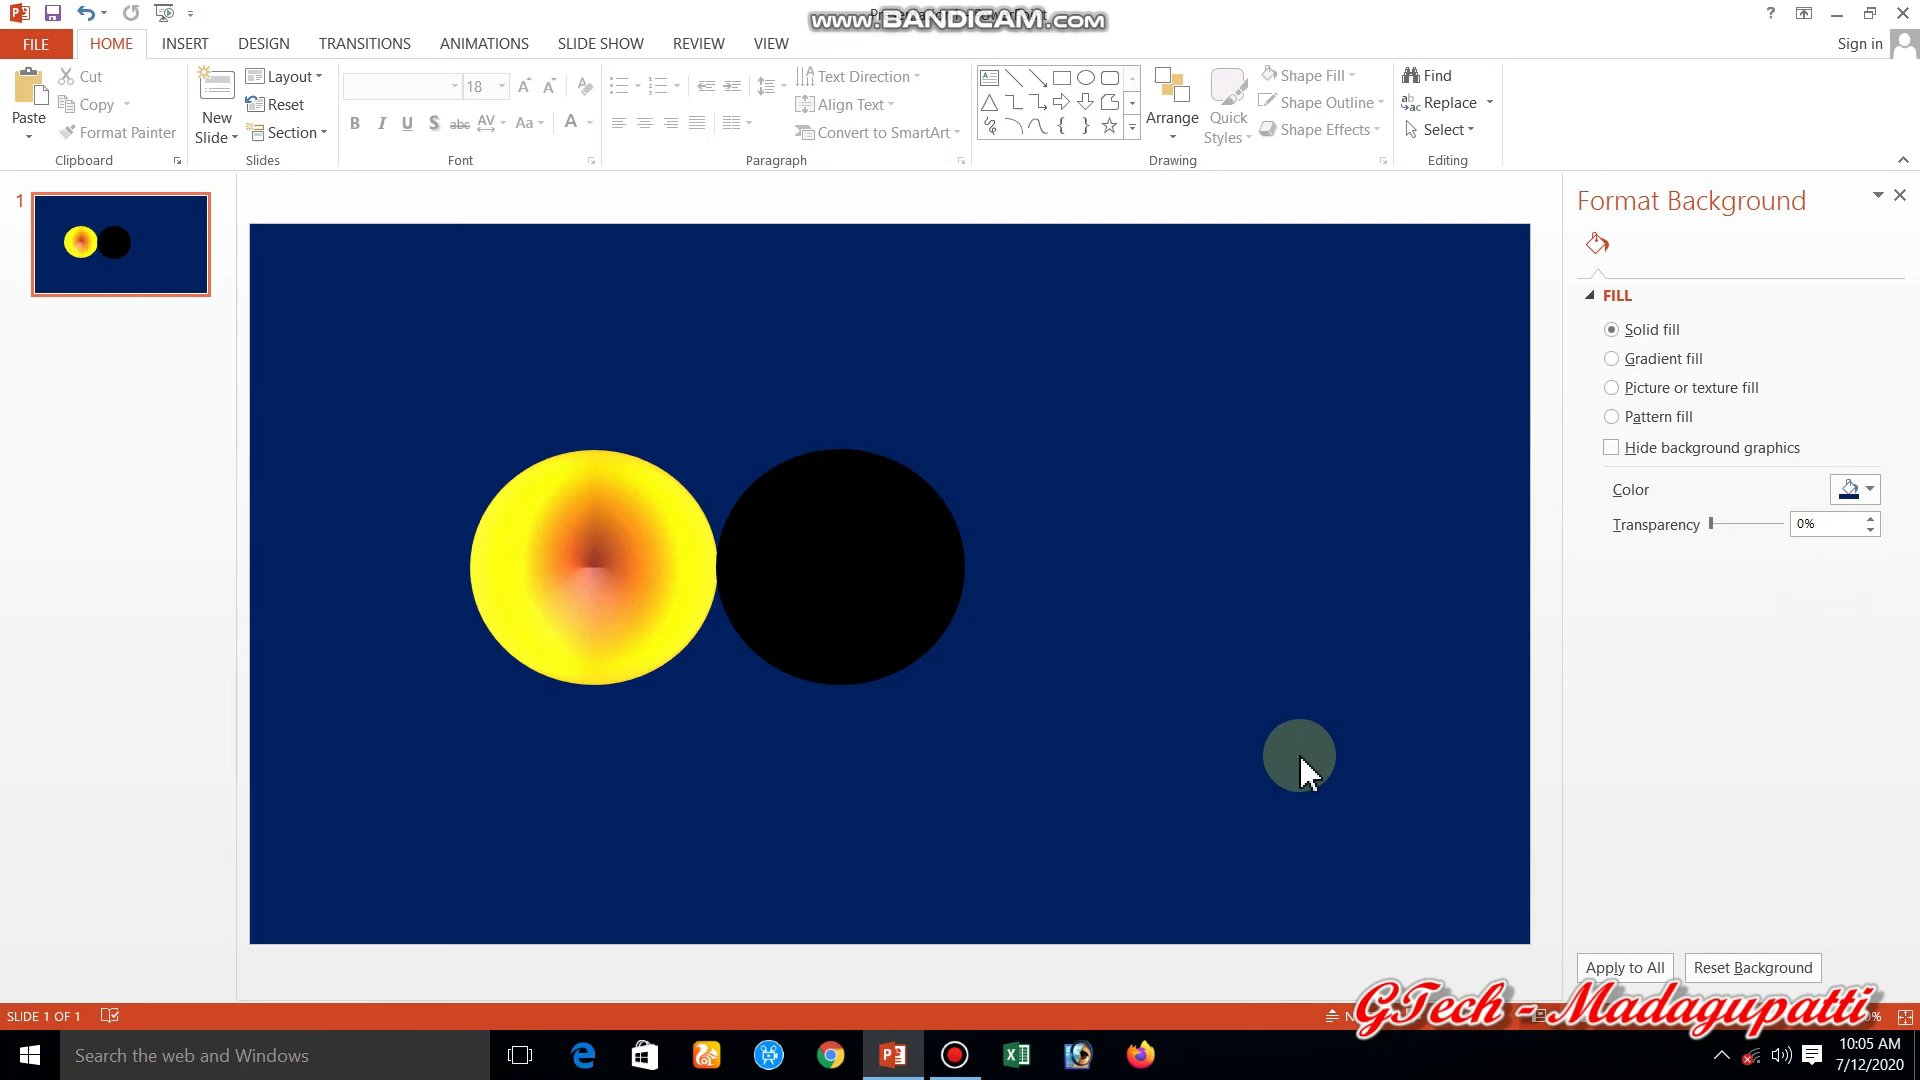 www.BANDICAM.com
Sign in
FILE HOME INSERT DESIGN TRANSITIONS ANIMATIONS SLIDE SHOW REVIEW VIEW
Paste
Cut
Copy
Format Painter
Clipboard
New
Slide
Layout
Reset
Section
Slides
18
Font
Text Direction
Align Text
Convert to SmartArt
Paragraph
Arrange
Quick
Styles
Shape Fill
Shape Outline
Shape Effects
Drawing
Find
Replace
Select
Editing
1
Format Background
FILL
Solid fill
Gradient fill
Picture or texture fill
Pattern fill
Hide background graphics
Color
Transparency 0%
Apply to All Reset Background
GTech - Madagupatti
SLIDE 1 OF 1
Search the web and Windows
10:05 AM
7/12/2020